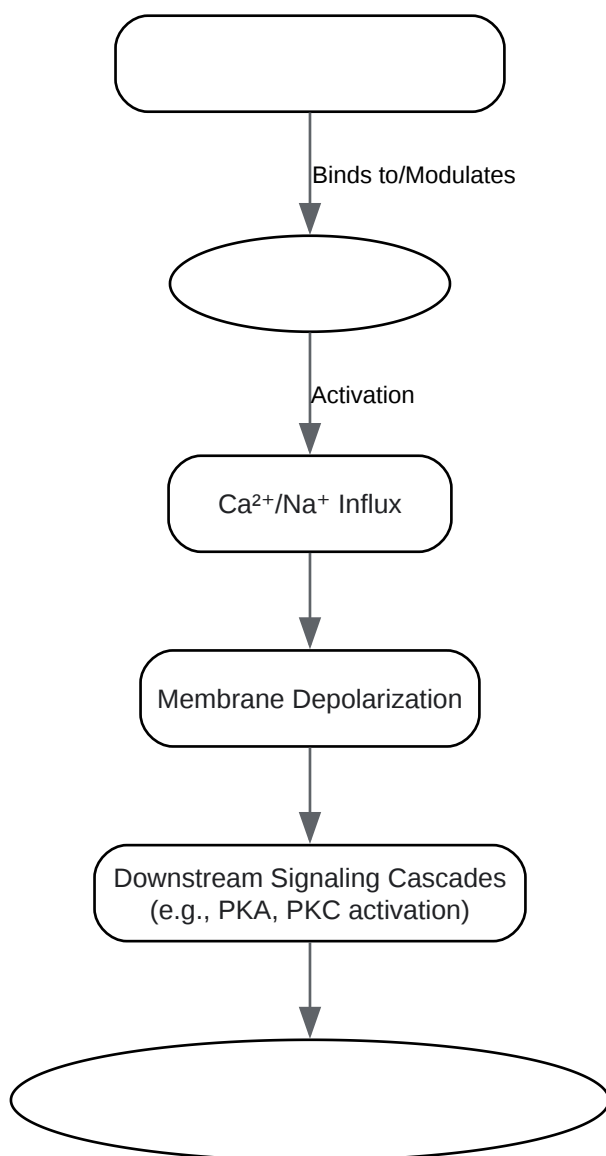 Binds to/Modulates
Activation
Ca²⁺/Na⁺ Influx
Membrane Depolarization
Downstream Signaling Cascades
(e.g., PKA, PKC activation)